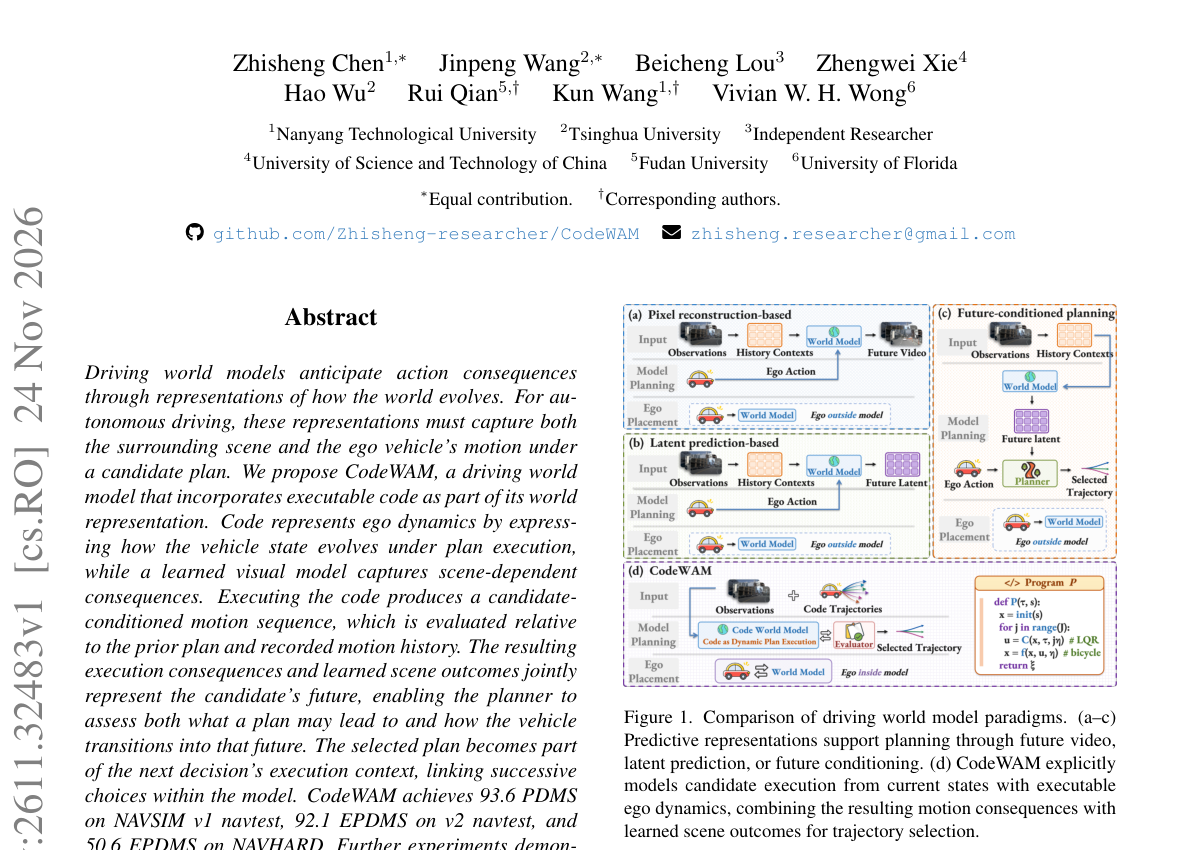 Zhisheng Chen1,∗ Jinpeng Wang2,∗ Beicheng Lou3 Zhengwei Xie4
Hao Wu2 Rui Qian5,† Kun Wang1,† Vivian W. H. Wong6
1Nanyang Technological University 2Tsinghua University 3Independent Researcher
4University of Science and Technology of China 5Fudan University 6University of Florida
∗Equal contribution. †Corresponding authors.
github.com/Zhisheng-researcher/CodeWAM zhisheng.researcher@gmail.com
:2611.32483v1 [cs.RO] 24 Nov 2026
Abstract
Driving world models anticipate action consequences
through representations of how the world evolves. For au-
tonomous driving, these representations must capture both
the surrounding scene and the ego vehicle's motion under
a candidate plan. We propose CodeWAM, a driving world
model that incorporates executable code as part of its world
representation. Code represents ego dynamics by express-
ing how the vehicle state evolves under plan execution,
while a learned visual model captures scene-dependent
consequences. Executing the code produces a candidate-
conditioned motion sequence, which is evaluated relative
to the prior plan and recorded motion history. The resulting
execution consequences and learned scene outcomes jointly
represent the candidate's future, enabling the planner to
assess both what a plan may lead to and how the vehicle
transitions into that future. The selected plan becomes part
of the next decision's execution context, linking successive
choices within the model. CodeWAM achieves 93.6 PDMS
on NAVSIM v1 navtest, 92.1 EPDMS on v2 navtest, and
50.6 EPDMS on NAVHARD. Further experiments demon-
(a) Pixel reconstruction-based
Input
Observations
History Contexts
World Model
Future Video
Model
Planning
Ego Action
Ego
Placement
World Model
Ego outside model
(b) Latent prediction-based
Input
Observations
History Contexts
World Model
Future Latent
Model
Planning
Ego Action
Ego
Placement
World Model
Ego outside model
(c) Future-conditioned planning
Input
Observations
History Contexts
World Model
Model
Planning
Future latent
Ego Action
Planner
Selected
Trajectory
Ego
Placement
World Model
Ego outside model
(d) CodeWAM
Input
Observations
Code Trajectories
Model
Planning
Code World Model
Code as Dynamic Plan Execution
Evaluator
Selected Trajectory
Ego
Placement
World Model
Ego inside model
</> Program P
def P(τ, s):
x = init(s)
for j in range(J):
u = C(x, τ, jη) # LQR
x = f(x, u, η) # bicycle
return ξ
Figure 1. Comparison of driving world model paradigms. (a–c)
Predictive representations support planning through future video,
latent prediction, or future conditioning. (d) CodeWAM explicitly
models candidate execution from current states with executable
ego dynamics, combining the resulting motion consequences with
learned scene outcomes for trajectory selection.